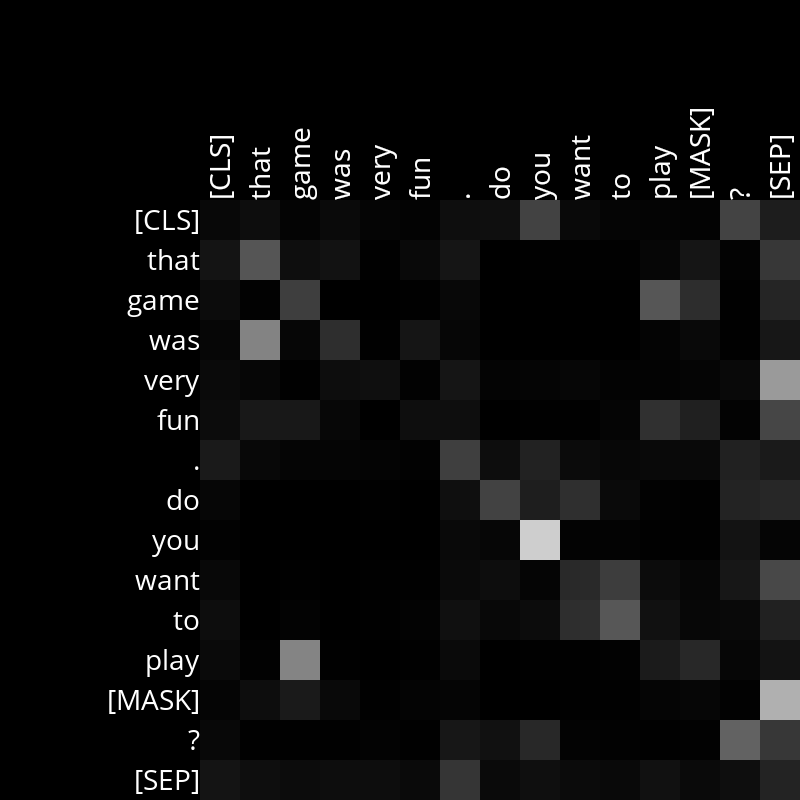 [CLS] that game was very fun . do you want to play [MASK] ? [SEP]
[CLS]
that
game
was
very
fun
.
do
you
want
to
play
[MASK]
?
[SEP]